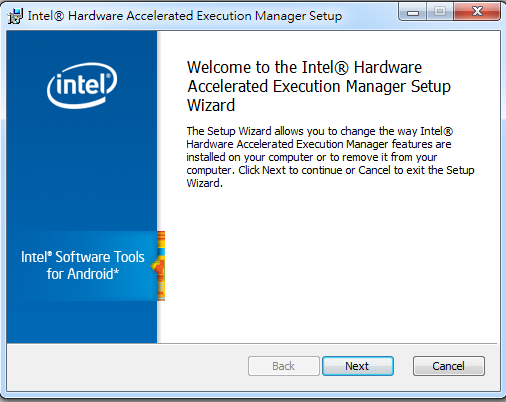 Intel® Hardware Accelerated Execution Manager Setup
intel
Welcome to the Intel® Hardware
Accelerated Execution Manager Setup
Wizard
The Setup Wizard allows you to change the way Intel®
Hardware Accelerated Execution Manager features are
installed on your computer or to remove it from your
computer. Click Next to continue or Cancel to exit the Setup
Wizard.
Intel® Software Tools
for Android*
Back
Next
Cancel